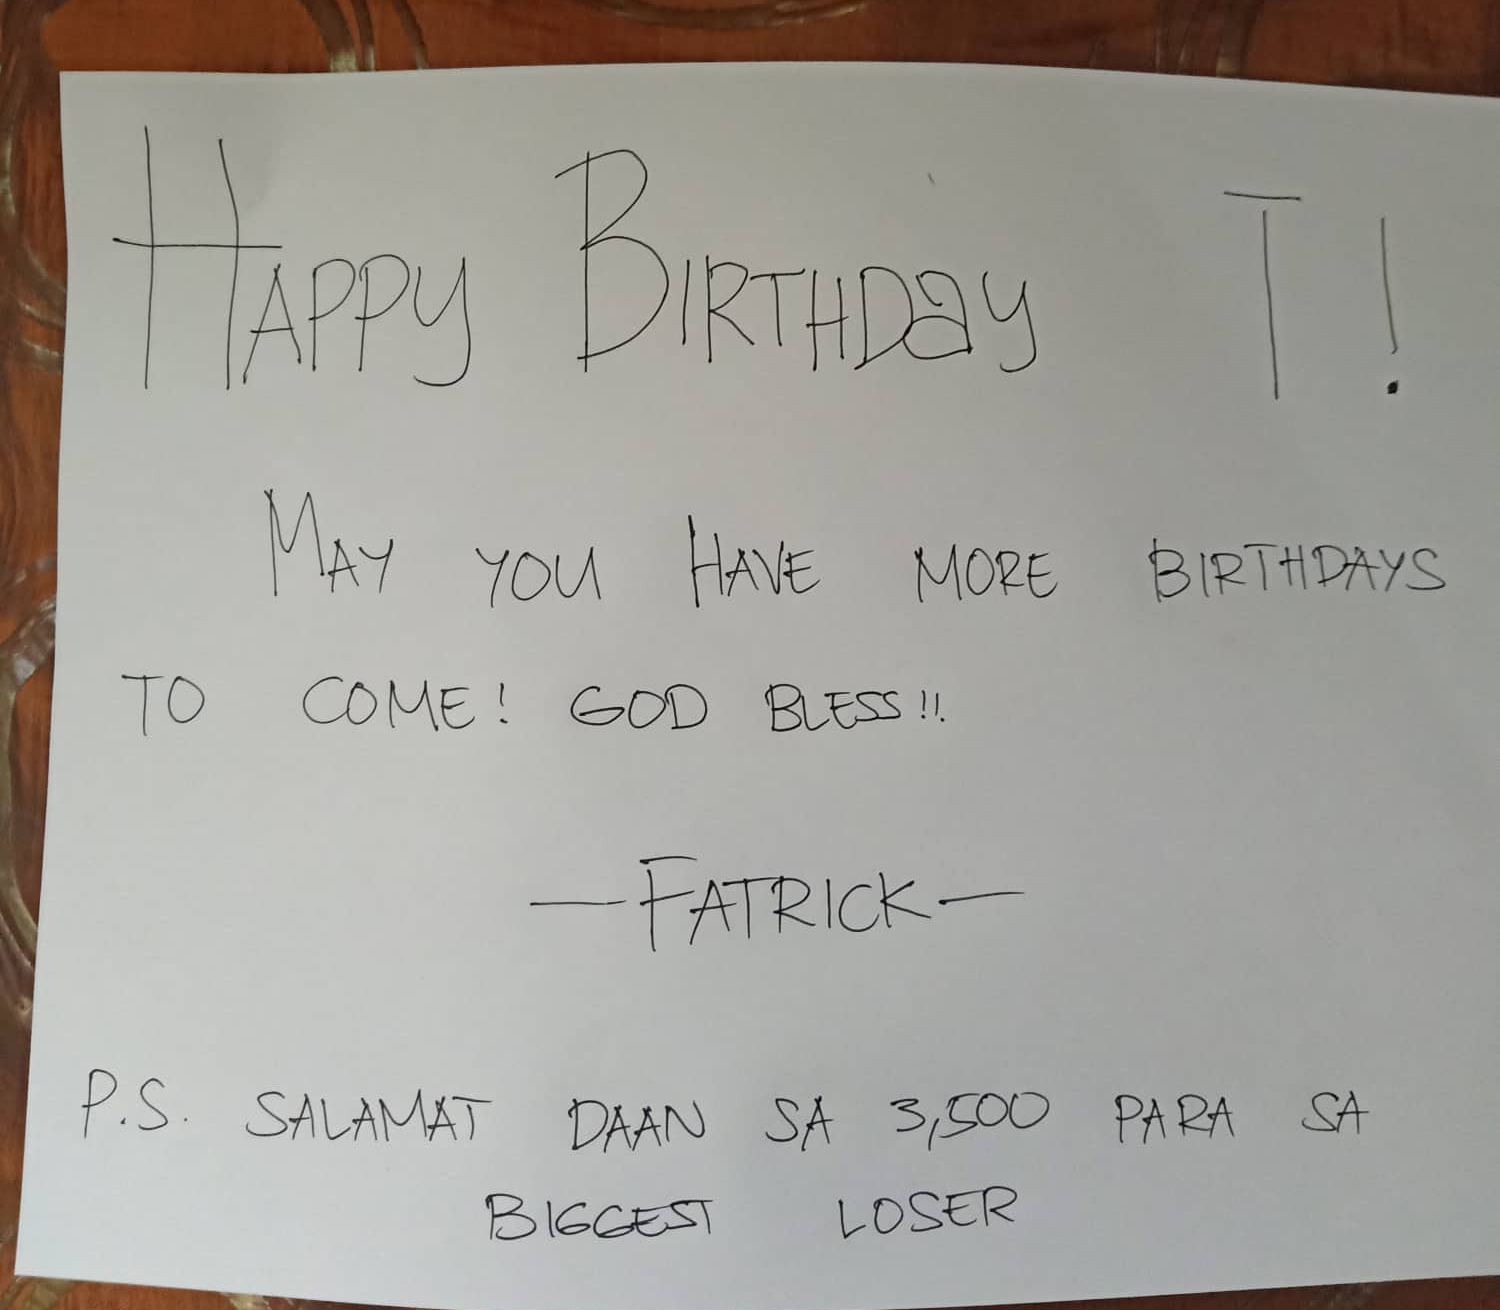 HAPPY BIRTHDay T!
MAY YOU HAVE MORE BIRTHDAYS
TO COME! GOD BLESS!!!
—FATRICK—
P.S. SALAMAT DAAN SA 3,500 PARA SA
BIGGEST LOSER